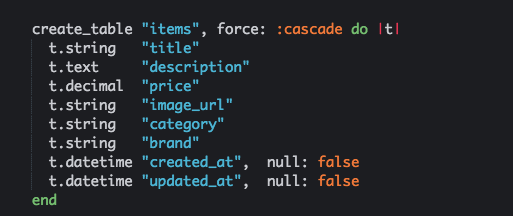 create_table "items", force: :cascade do |t|
  t.string   "title"
  t.text     "description"
  t.decimal  "price"
  t.string   "image_url"
  t.string   "category"
  t.string   "brand"
  t.datetime "created_at",  null: false
  t.datetime "updated_at",  null: false
end